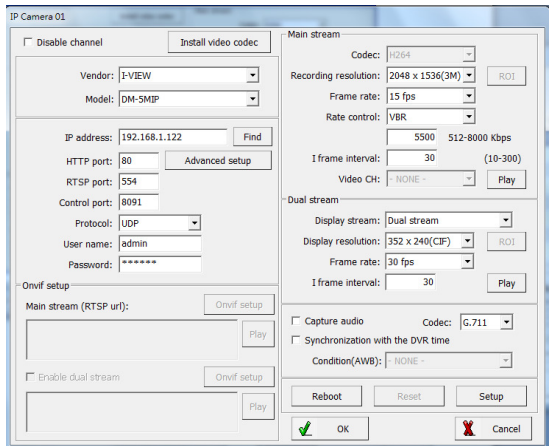 IP Camera 01
Disable channel
Install video codec
Vendor: I-VIEW
Model: DM-5MIP
IP address: 192.168.1.122 Find
HTTP port: 80 Advanced setup
RTSP port: 554
Control port: 8091
Protocol: UDP
User name: admin
Password: ******
Onvif setup
Main stream (RTSP url): Onvif setup
Play
Enable dual stream Onvif setup
Play
Main stream
Codec: H264
Recording resolution: 2048 x 1536(3M) ROI
Frame rate: 15 fps
Rate control: VBR
5500 512-8000 Kbps
I frame interval: 30 (10-300)
Video CH: - NONE - Play
Dual stream
Display stream: Dual stream
Display resolution: 352 x 240(CIF) ROI
Frame rate: 30 fps
I frame interval: 30 Play
Capture audio Codec: G.711
Synchronization with the DVR time
Condition(AWB): - NONE -
Reboot Reset Setup
OK Cancel